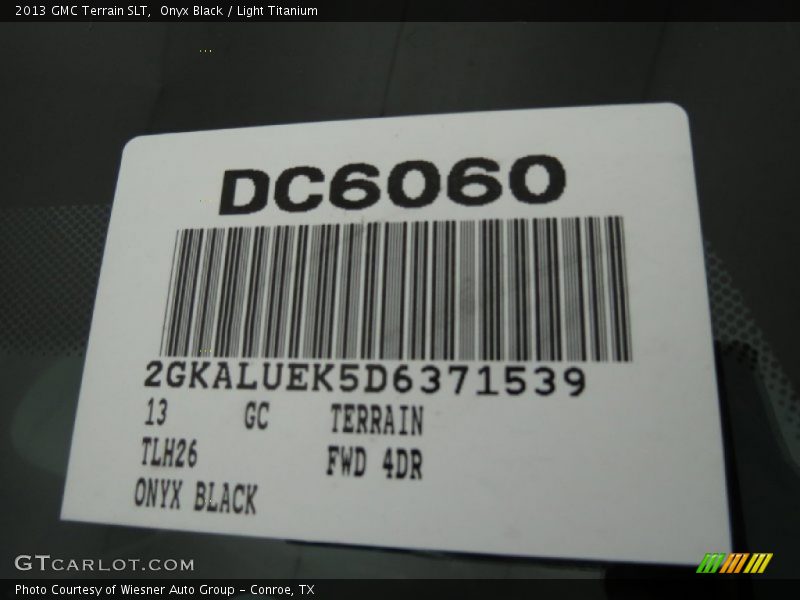 2013 GMC Terrain SLT,  Onyx Black / Light Titanium
DC6060
2GKALUEK5D6371539
13 GC TERRAIN
TLH26 FWD 4DR
ONYX BLACK
GTCARLOT.COM
Photo Courtesy of Wiesner Auto Group - Conroe, TX